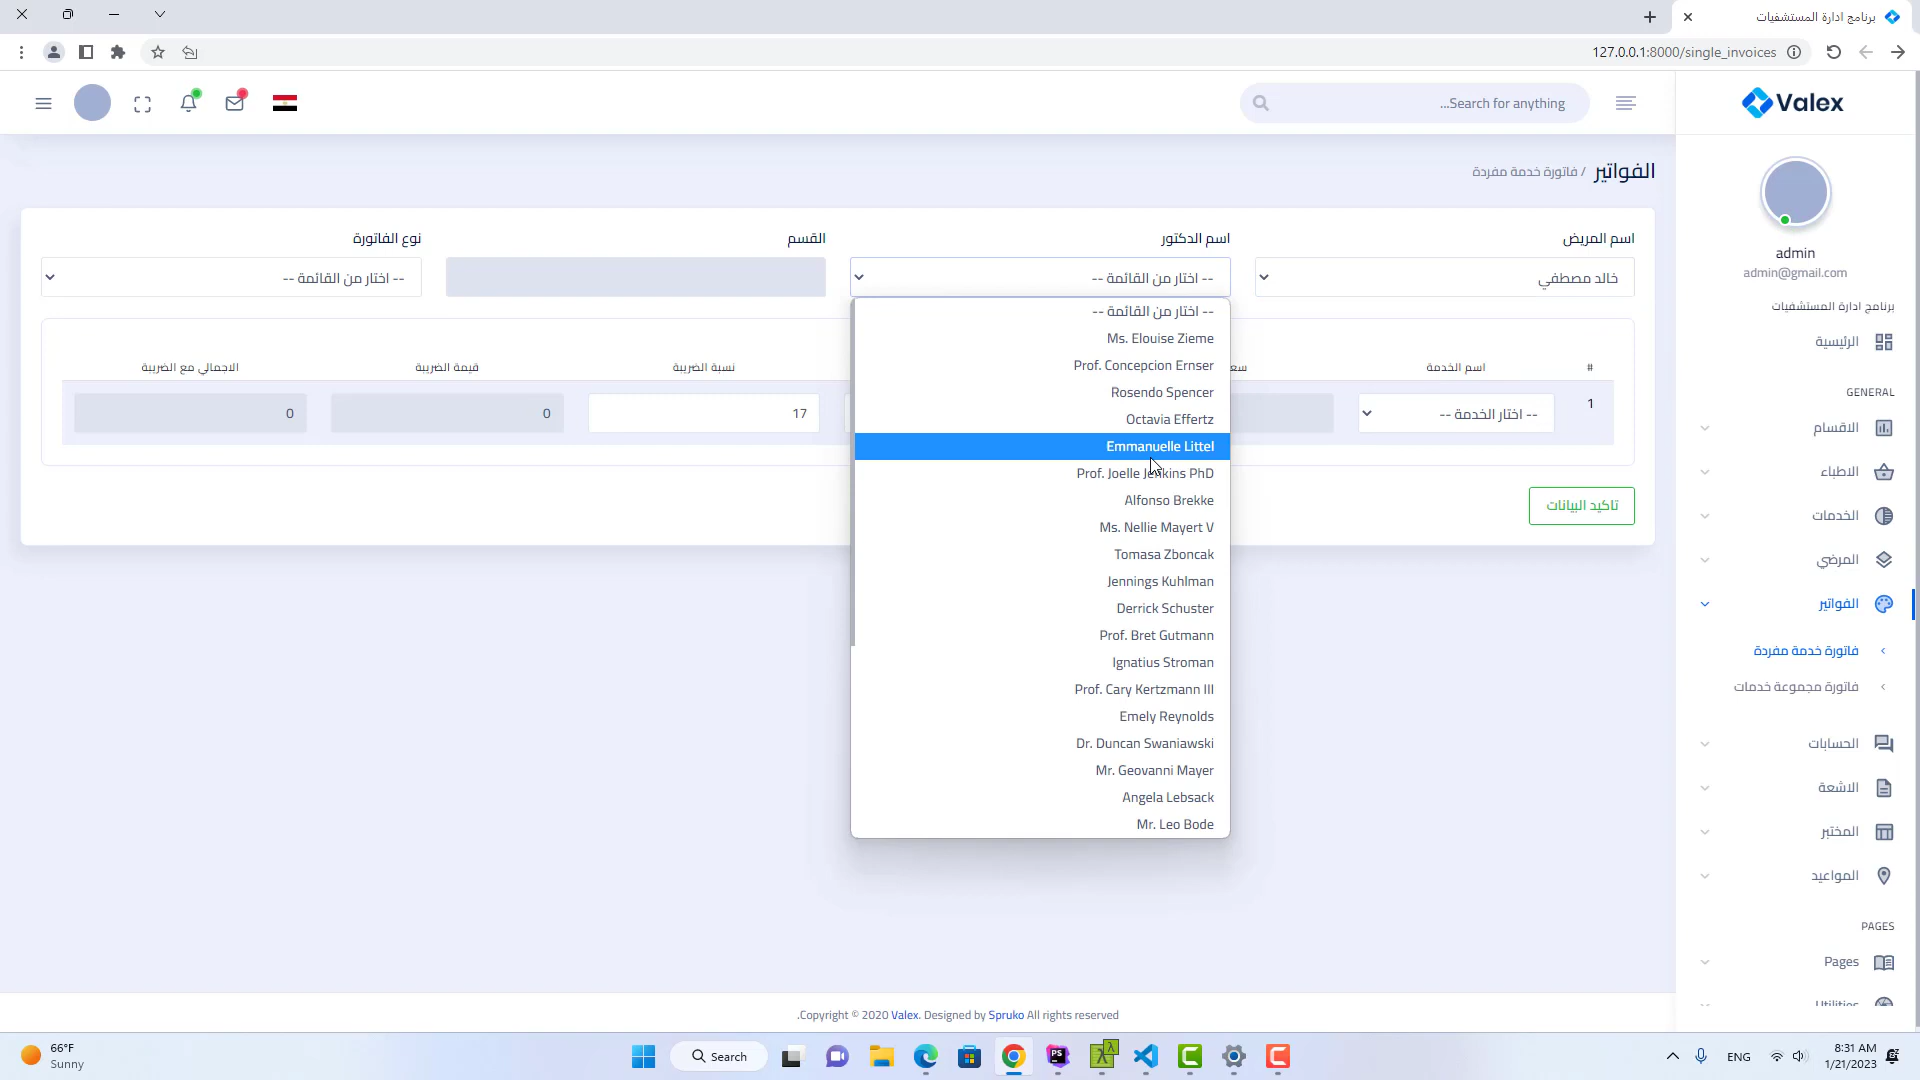 برنامج ادارة المستشفيات
127.0.0.1:8000/single_invoices
Search for anything...
Valex
admin
admin@gmail.com
برنامج ادارة المستشفيات
الرئيسية
GENERAL
الاقسام
الاطباء
الخدمات
المرضي
الفواتير
فاتورة خدمة مفردة
فاتورة مجموعة خدمات
الحسابات
الاشعة
المختبر
المواعيد
PAGES
Pages
Utilities
الفواتير / فاتورة خدمة مفردة
اسم المريض
اسم الدكتور
القسم
نوع الفاتورة
خالد مصطفي
-- اختار من القائمة --
-- اختار من القائمة --
-- اختار من القائمة --
Ms. Elouise Zieme
Prof. Concepcion Ernser
Rosendo Spencer
Octavia Effertz
Emmanuelle Littel
Prof. Joelle Jenkins PhD
Alfonso Brekke
Ms. Nellie Mayert V
Tomasa Zboncak
Jennings Kuhlman
Derrick Schuster
Prof. Bret Gutmann
Ignatius Stroman
Prof. Cary Kertzmann III
Emely Reynolds
Dr. Duncan Swaniawski
Mr. Geovanni Mayer
Angela Lebsack
Mr. Leo Bode
# اسم الخدمة سع نسبة الضريبة قيمة الضريبة الاجمالي مع الضريبة
1 -- اختار الخدمة -- 17 0 0
تاكيد البيانات
Copyright © 2020 Valex. Designed by Spruko All rights reserved.
66°F
Sunny
Search
ENG
8:31 AM
1/21/2023